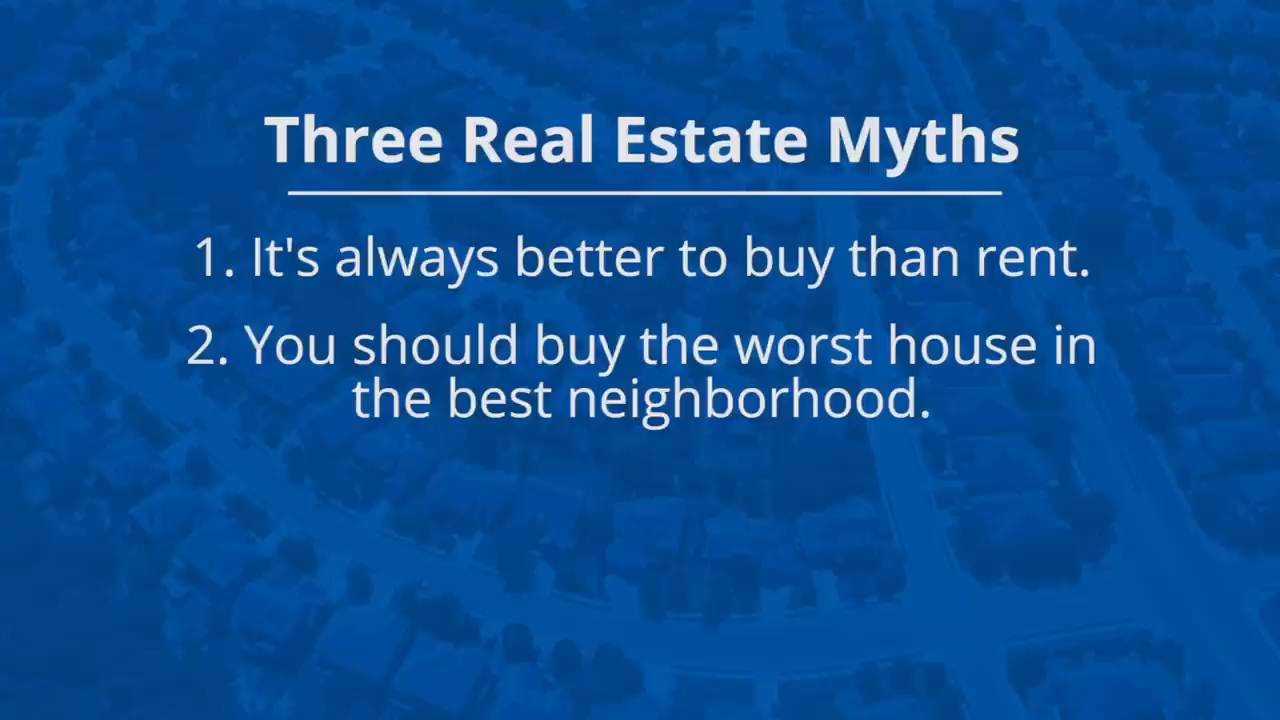 Three Real Estate Myths
1. It's always better to buy than rent.
2. You should buy the worst house in
the best neighborhood.